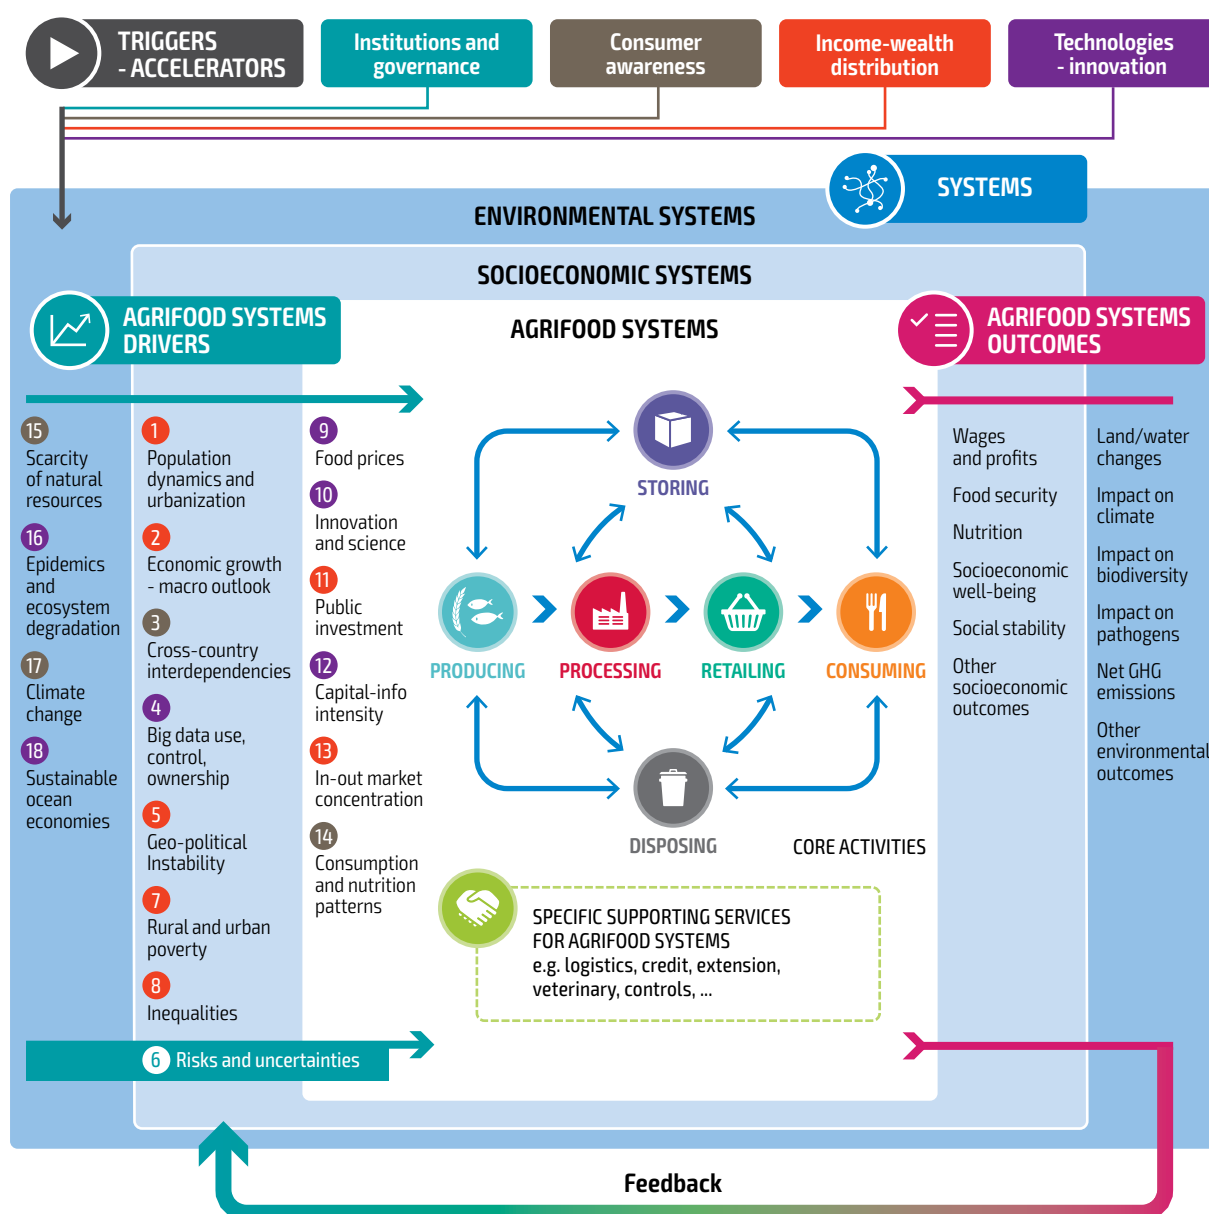 TRIGGERS
- ACCELERATORS
Institutions and
governance
Consumer
awareness
Income-wealth
distribution
Technologies
- innovation
SYSTEMS
ENVIRONMENTAL SYSTEMS
SOCIOECONOMIC SYSTEMS
AGRIFOOD SYSTEMS
AGRIFOOD SYSTEMS
DRIVERS
AGRIFOOD SYSTEMS
OUTCOMES
15
Scarcity
of natural
resources
16
Epidemics
and
ecosystem
degradation
17
Climate
change
18
Sustainable
ocean
economies
1
Population
dynamics and
urbanization
2
Economic growth
- macro outlook
3
Cross-country
interdependencies
4
Big data use,
control,
ownership
5
Geo-political
Instability
7
Rural and urban
poverty
8
Inequalities
6 Risks and uncertainties
9
Food prices
10
Innovation
and science
11
Public
investment
12
Capital-info
intensity
13
In-out market
concentration
14
Consumption
and nutrition
patterns
STORING
PRODUCING
PROCESSING
RETAILING
CONSUMING
DISPOSING
CORE ACTIVITIES
SPECIFIC SUPPORTING SERVICES
FOR AGRIFOOD SYSTEMS
e.g. logistics, credit, extension,
veterinary, controls, ...
Wages
and profits
Food security
Nutrition
Socioeconomic
well-being
Social stability
Other
socioeconomic
outcomes
Land/water
changes
Impact on
climate
Impact on
biodiversity
Impact on
pathogens
Net GHG
emissions
Other
environmental
outcomes
Feedback